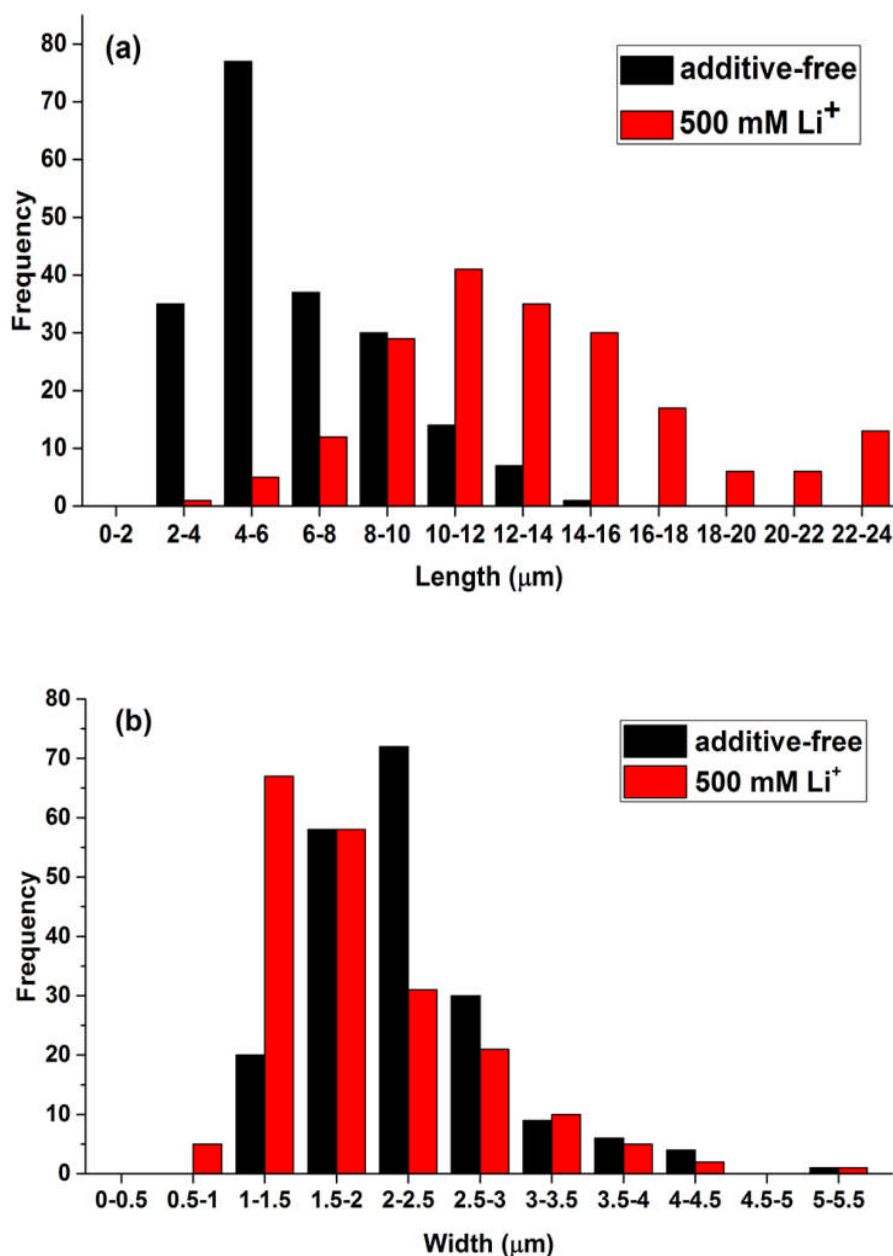 (a)
additive-free
500 mM Li⁺
80
70
60
50
40
30
20
10
0
Frequency
0-2 2-4 4-6 6-8 8-10 10-12 12-14 14-16 16-18 18-20 20-22 22-24
Length (μm)
(b)
additive-free
500 mM Li⁺
80
70
60
50
40
30
20
10
0
Frequency
0-0.5 0.5-1 1-1.5 1.5-2 2-2.5 2.5-3 3-3.5 3.5-4 4-4.5 4.5-5 5-5.5
Width (μm)